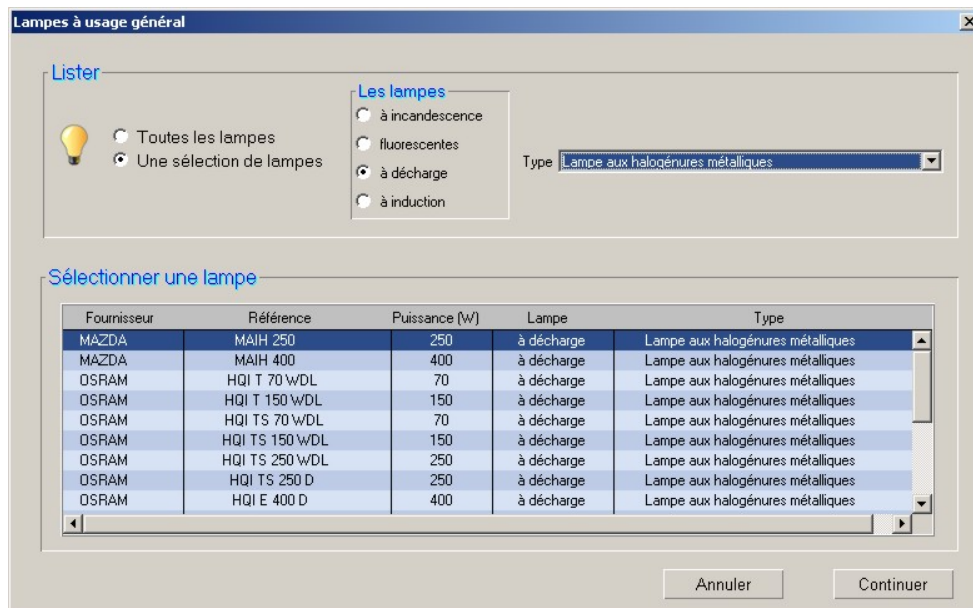 Lampes à usage général
Lister
Toutes les lampes
Une sélection de lampes
Les lampes
à incandescence
fluorescentes
à décharge
à induction
Type Lampe aux halogénures métalliques
Sélectionner une lampe
Fournisseur Référence Puissance (W) Lampe Type
MAZDA MAIH 250 250 à décharge Lampe aux halogénures métalliques
MAZDA MAIH 400 400 à décharge Lampe aux halogénures métalliques
OSRAM HQI T 70 WDL 70 à décharge Lampe aux halogénures métalliques
OSRAM HQI T 150 WDL 150 à décharge Lampe aux halogénures métalliques
OSRAM HQI TS 70 WDL 70 à décharge Lampe aux halogénures métalliques
OSRAM HQI TS 150 WDL 150 à décharge Lampe aux halogénures métalliques
OSRAM HQI TS 250 WDL 250 à décharge Lampe aux halogénures métalliques
OSRAM HQI TS 250 D 250 à décharge Lampe aux halogénures métalliques
OSRAM HQI E 400 D 400 à décharge Lampe aux halogénures métalliques
Annuler Continuer